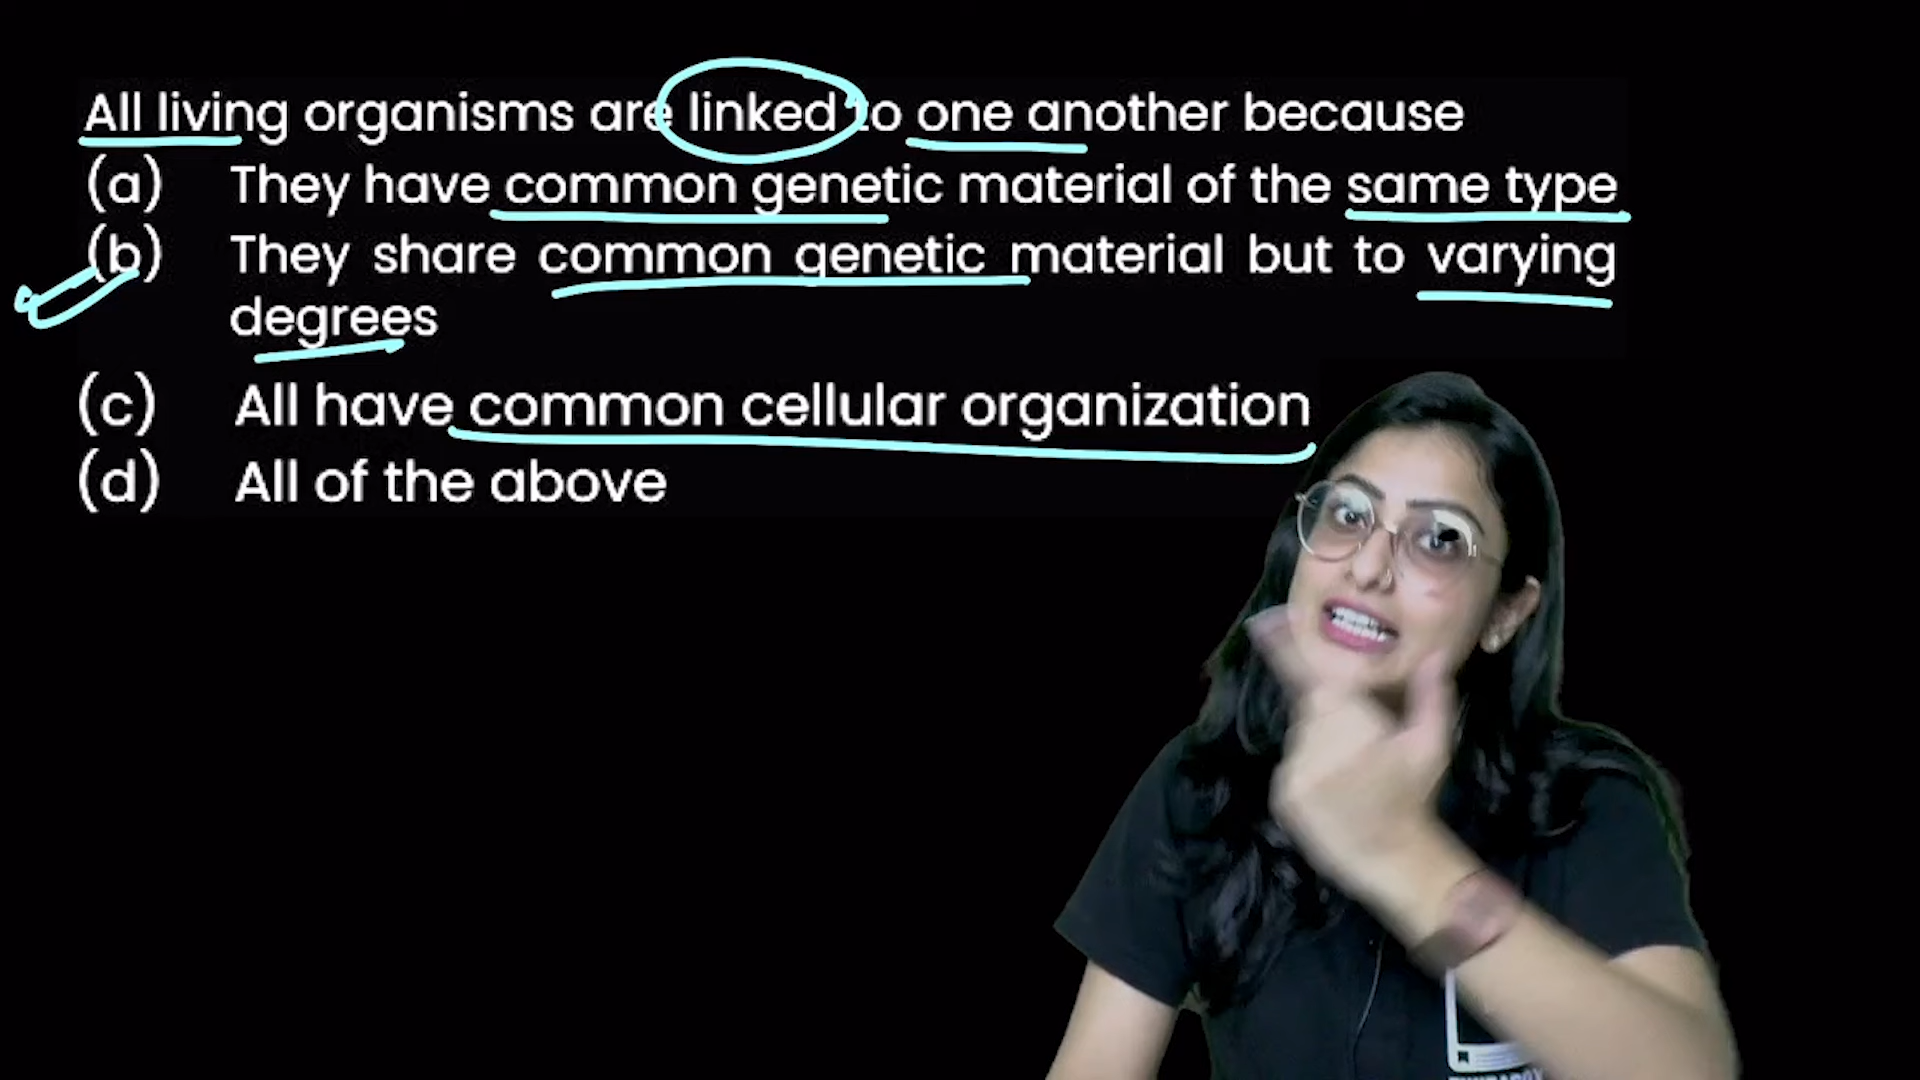 All living organisms are linked to one another because
(a) They have common genetic material of the same type
(b) They share common genetic material but to varying
degrees
(c) All have common cellular organization
(d) All of the above